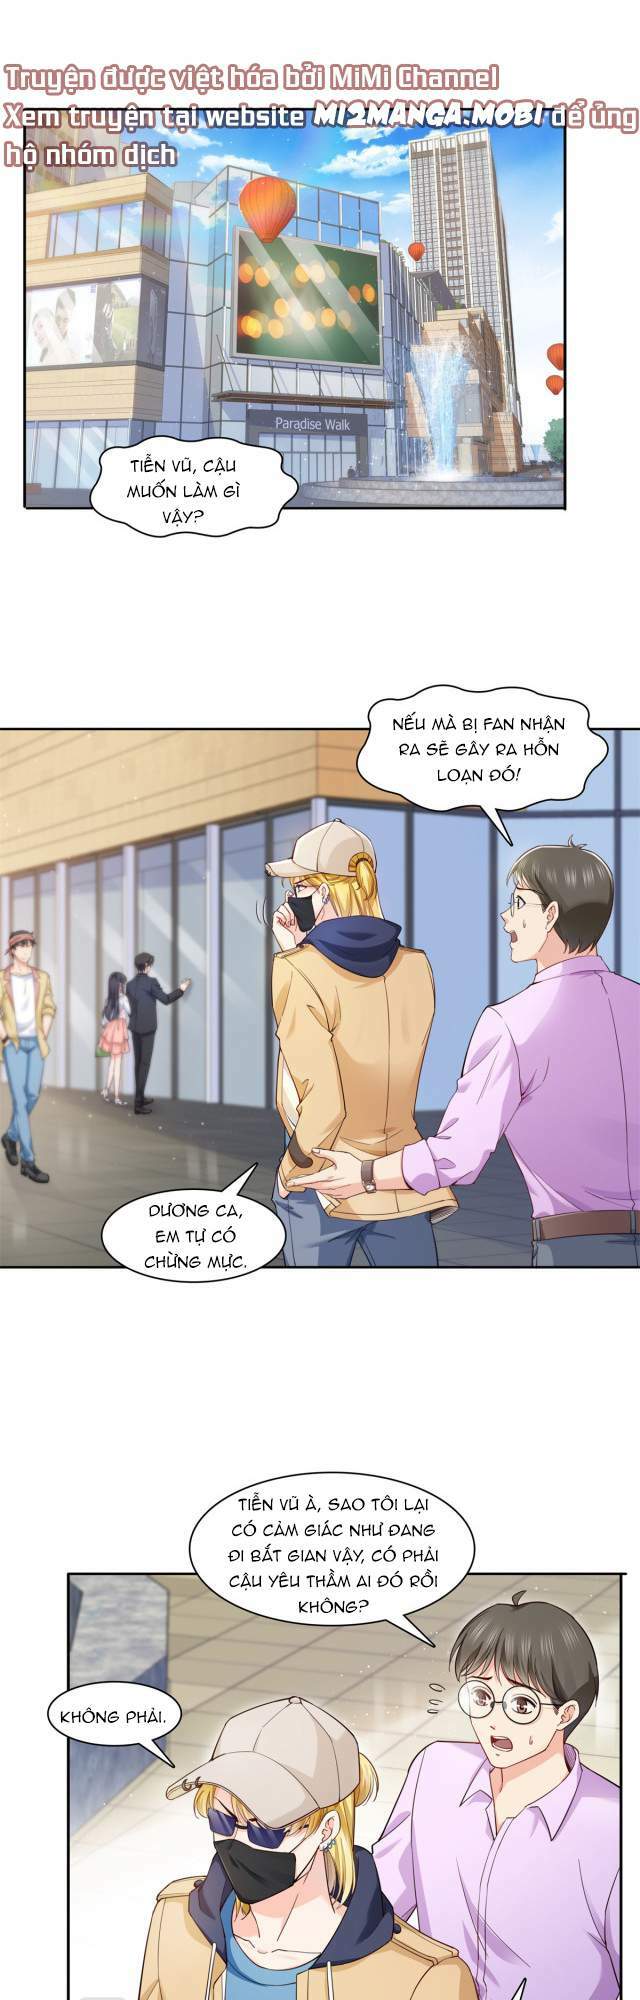 Truyện được việt hóa bởi MiMi Channel
Xem truyện tại website MI2MANGA.MOBI để ủng
hộ nhóm dịch
Paradise Walk
TIỄN VŨ, CẬU
MUỐN LÀM GÌ
VẬY?
NẾU MÀ BỊ FAN NHẬN
RA SẼ GÂY RA HỖN
LOẠN ĐÓ!
DƯƠNG CA,
EM TỰ CÓ
CHỪNG MỰC.
TIỄN VŨ À, SAO TÔI LẠI
CÓ CẢM GIÁC NHƯ ĐANG
ĐI BẮT GIAN VẬY, CÓ PHẢI
CẬU YÊU THẦM AI ĐÓ RỒI
KHÔNG?
KHÔNG PHẢI.